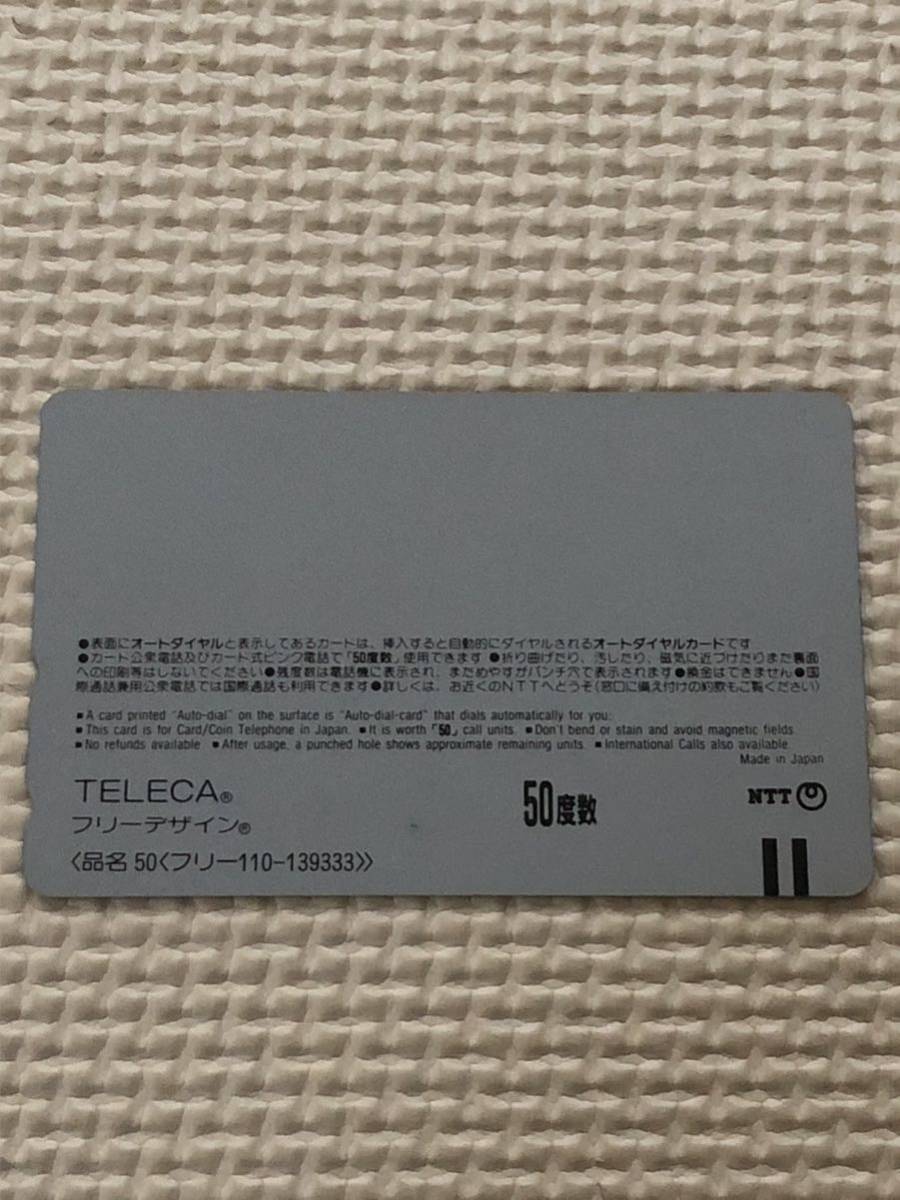 ●表面にオートダイヤルと表示してあるカードは、挿入すると自動的にダイヤルされるオートダイヤルカードです
●カード公衆電話及びカード式ピンク電話で「50度数」使用できます ●折り曲げたり、汚したり、磁気に近づけたりまた裏面
への印刷等はしないでください●残度数は電話機に表示され、まためやすがパンチ穴で表示されます●換金はできません●国
際通話兼用公衆電話では国際通話も利用できます●詳しくは、お近くのNTTへどうぞ(窓口に備え付けの約款もご覧ください)
■A card printed "Auto-dial" on the surface is "Auto-dial-card" that dials automatically for you.
■This card is for Card/Coin Telephone in Japan. ■It is worth「50」call units. ■Don't bend or stain and avoid magnetic fields.
■No refunds available ■After usage, a punched hole shows approximate remaining units. ■International Calls also available.
Made in Japan
TELECA®
フリーデザイン®
50度数
NTT
〈品名 50〈フリー110-139333〉〉